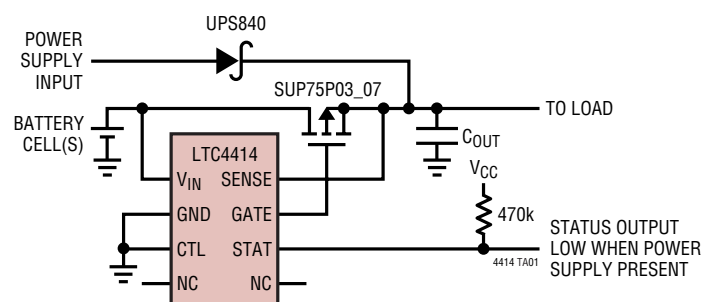 UPS840
POWER
SUPPLY
INPUT
SUP75P03_07
TO LOAD
BATTERY
CELL(S)
COUT
LTC4414
VCC
VIN
SENSE
470k
GND
GATE
STATUS OUTPUT
LOW WHEN POWER
SUPPLY PRESENT
CTL
STAT
4414 TA01
NC
NC